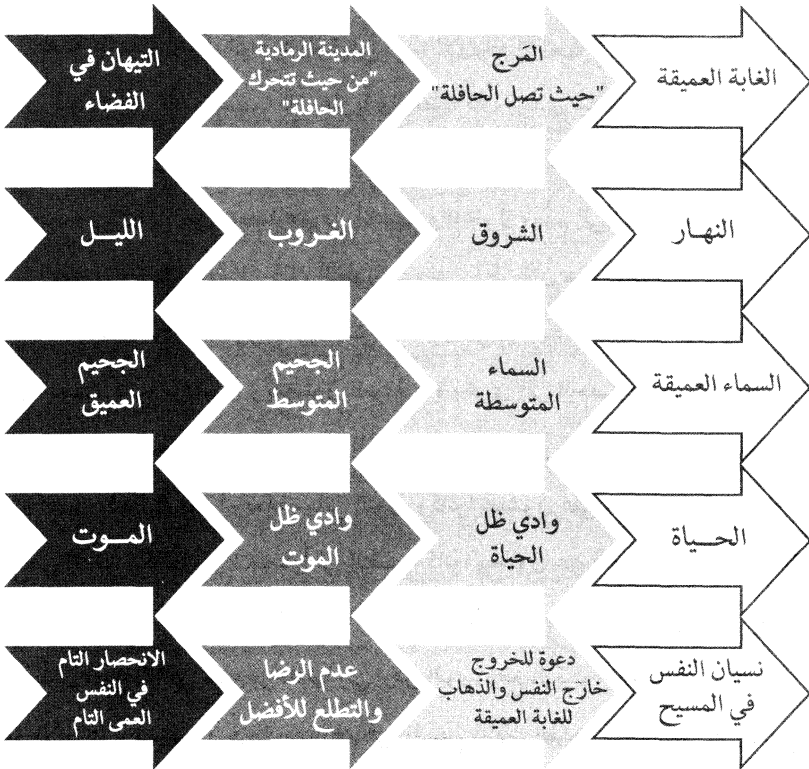 التيهان في
الفضاء
المدينة الرمادية
"من حيث تتحرك
الحافلة"
المَرج
"حيث تصل الحافلة"
الغابة العميقة
الليـــل
الغروب
الشروق
النهـار
الجحيم
العميق
الجحيم
المتوسط
السماء
المتوسطة
السماء العميقة
المـــوت
وادي ظل
الموت
وادي ظل
الحياة
الحـــياة
الانحصار التام
في النفس
العمى التام
عدم الرضا
والتطلع للأفضل
دعوة للخروج
خارج النفس والذهاب
للغابة العميقة
نسيان النفس
في المسيح